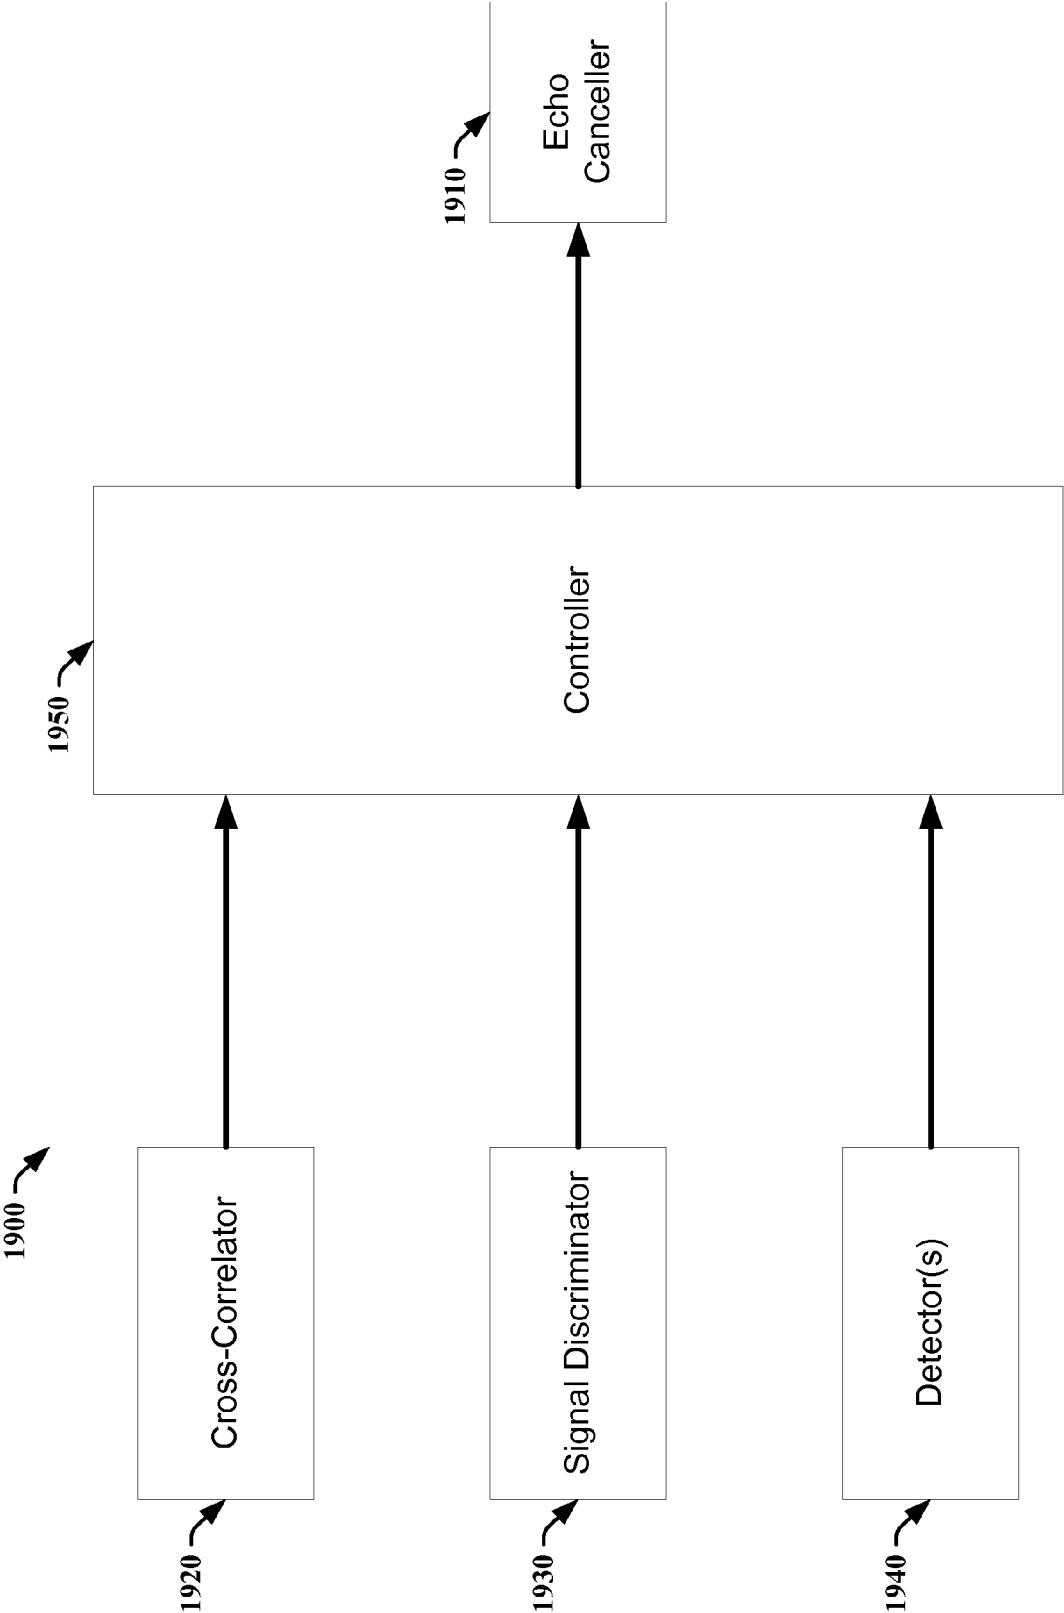 1900
1920
Cross-Correlator
1930
Signal Discriminator
1940
Detector(s)
1950
Controller
1910
Echo
Canceller